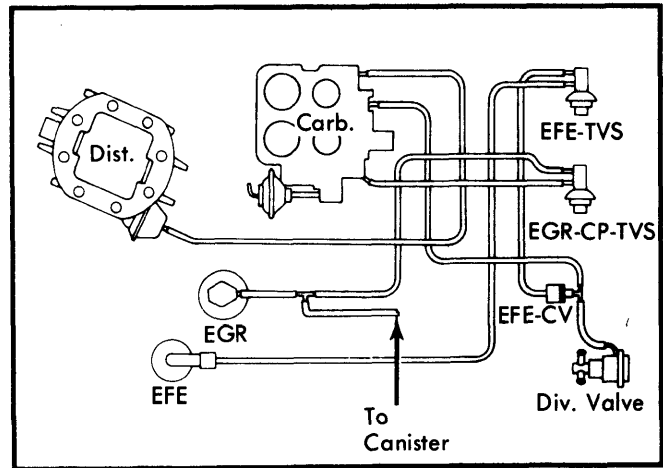 Carb.
EFE-TVS
Dist.
EGR-CP-TVS
EFE-CV
EGR
EFE
Div. Valve
To
Canister